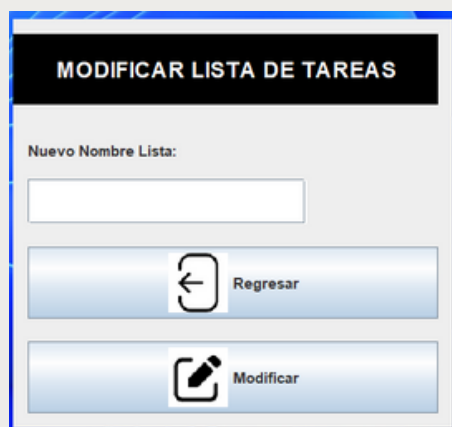 MODIFICAR LISTA DE TAREAS
Nuevo Nombre Lista:
Regresar
Modificar